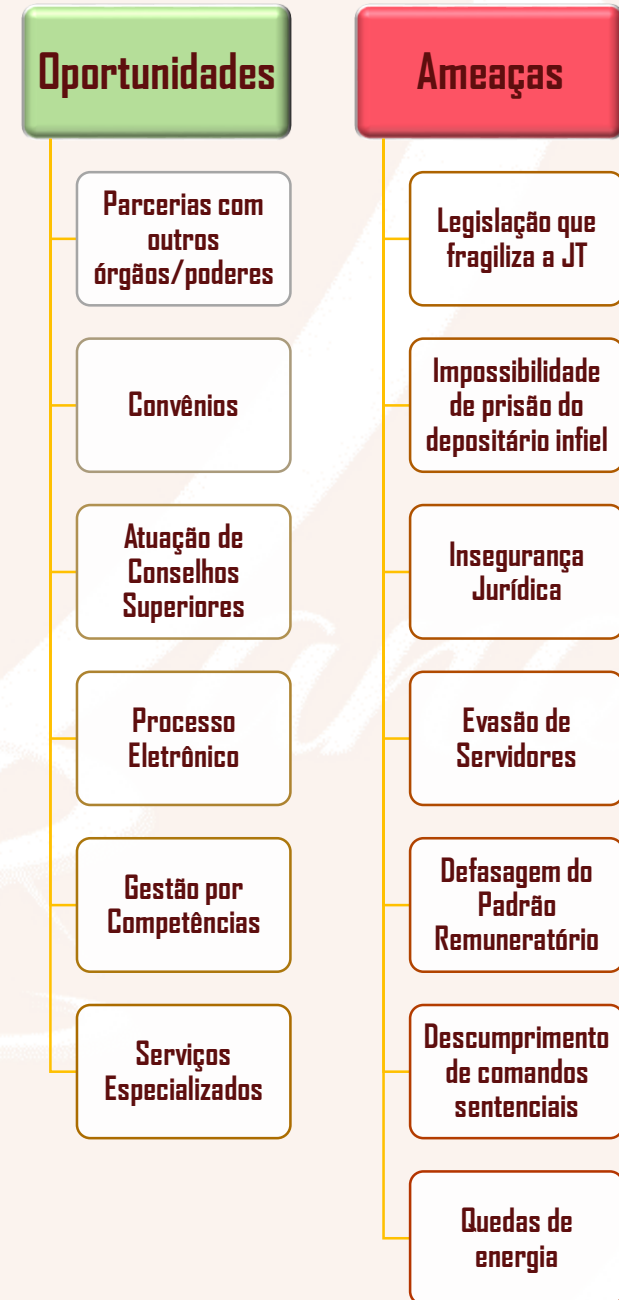 Oportunidades
Parcerias com
outros
órgãos/poderes
Convênios
Atuação de
Conselhos
Superiores
Processo
Eletrônico
Gestão por
Competências
Serviços
Especializados
Ameaças
Legislação que
fragiliza a JT
Impossibilidade
de prisão do
depositário infiel
Insegurança
Jurídica
Evasão de
Servidores
Defasagem do
Padrão
Remuneratório
Descumprimento
de comandos
sentenciais
Quedas de
energia